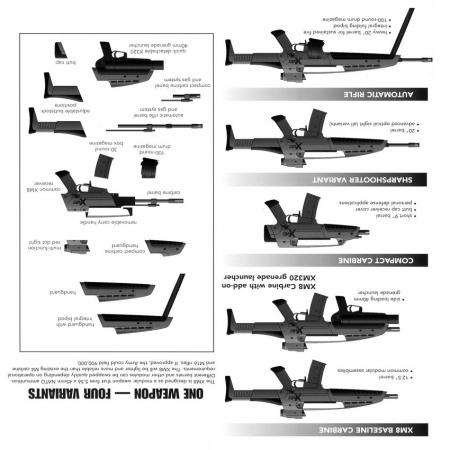 XM8 BASELINE CARBINE
• 12.5" barrel
• common modular assemblies
XM8 Carbine with add-on
XM320 grenade launcher
• side loading 40mm
grenade launcher
COMPACT CARBINE
• short 9" barrel
• butt cap receiver cover
• personal defense applications
SHARPSHOOTER VARIANT
• 20" barrel
• advanced optical sight (all variants)
AUTOMATIC RIFLE
• heavy 20" barrel for sustained fire
• integral folding bipod
• 100-round drum magazine
ONE WEAPON — FOUR VARIANTS
The XM8 is designed as a modular weapon that fires 5.56 x 45mm NATO ammunition.
Different barrels and other modules can be swapped quickly depending on operational
requirements. The XM8 will be lighter and more reliable than the existing M4 carbine
and M16 rifles. If approved, the Army could field 900,000.
handguard with
integral bipod
handguard
compact carbine
handguard
multi-function
red dot sight
removable carry handle
carbine barrel
XM8 common
receiver
100-round
drum magazine
30-round
box magazine
automatic rifle barrel
and gas system
adjustable buttstock
positions
compact carbine barrel
and gas system
quick detachable XM320
40mm grenade launcher
butt cap